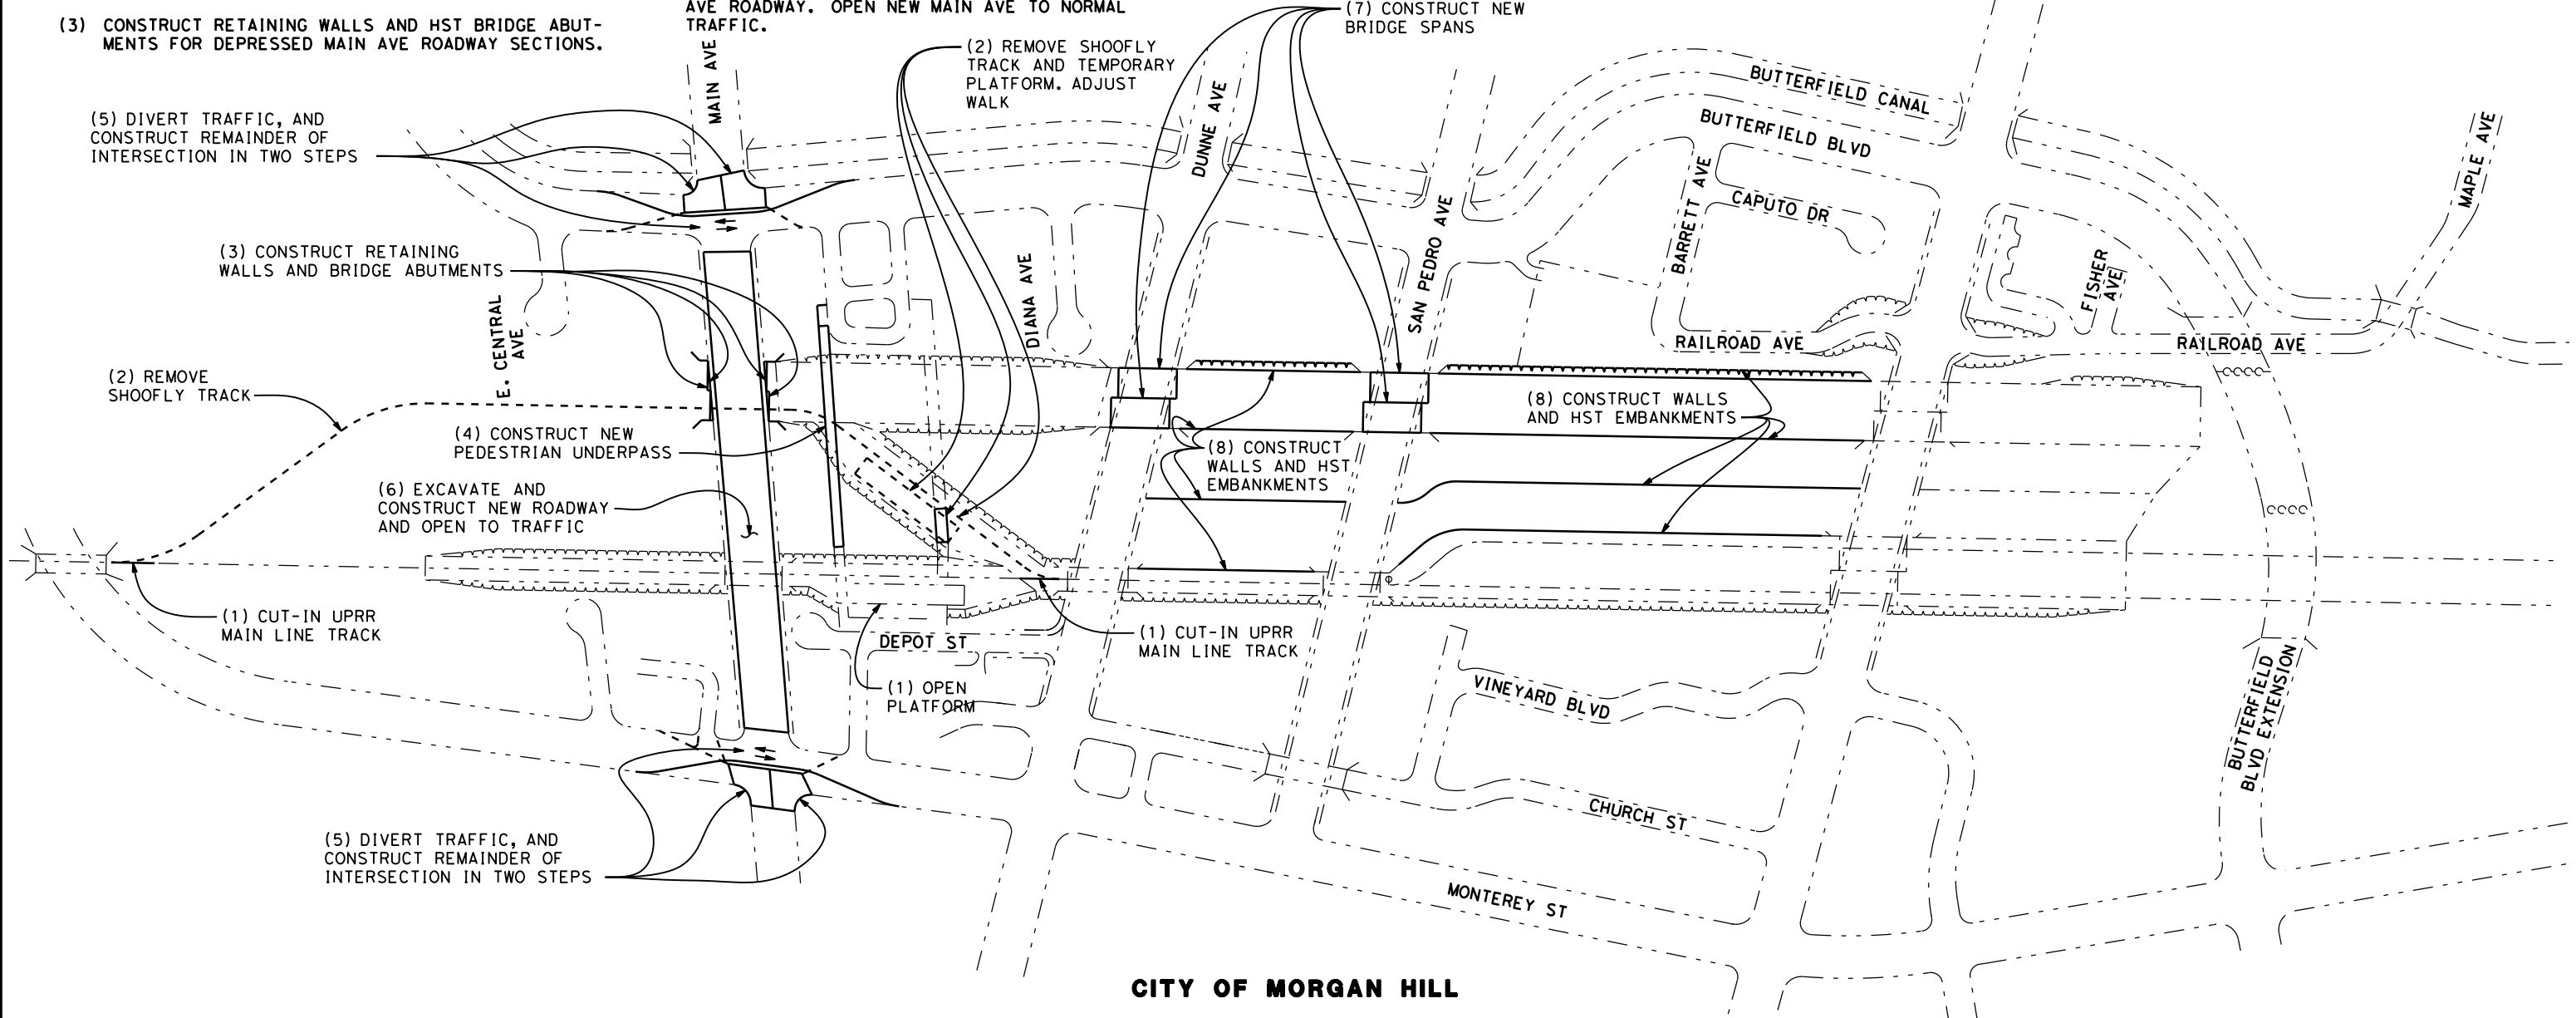 (3) CONSTRUCT RETAINING WALLS AND HST BRIDGE ABUT-
MENTS FOR DEPRESSED MAIN AVE ROADWAY SECTIONS.
AVE ROADWAY. OPEN NEW MAIN AVE TO NORMAL
TRAFFIC.
(7) CONSTRUCT NEW
BRIDGE SPANS
(2) REMOVE SHOOFLY
TRACK AND TEMPORARY
PLATFORM. ADJUST
WALK
MAIN AVE
DUNNE AVE
BUTTERFIELD CANAL
BUTTERFIELD BLVD
MAPLE AVE
(5) DIVERT TRAFFIC, AND
CONSTRUCT REMAINDER OF
INTERSECTION IN TWO STEPS
BARRETT AVE
CAPUTO DR
SAN PEDRO AVE
(3) CONSTRUCT RETAINING
WALLS AND BRIDGE ABUTMENTS
E. CENTRAL
AVE
DIANA AVE
FISHER
AVE
RAILROAD AVE
RAILROAD AVE
(2) REMOVE
SHOOFLY TRACK
(4) CONSTRUCT NEW
PEDESTRIAN UNDERPASS
(8) CONSTRUCT WALLS
AND HST EMBANKMENTS
(8) CONSTRUCT
WALLS AND HST
EMBANKMENTS
(6) EXCAVATE AND
CONSTRUCT NEW ROADWAY
AND OPEN TO TRAFFIC
(1) CUT-IN UPRR
MAIN LINE TRACK
DEPOT ST
(1) CUT-IN UPRR
MAIN LINE TRACK
(1) OPEN
PLATFORM
VINEYARD BLVD
BUTTERFIELD
BLVD EXTENSION
CHURCH ST
(5) DIVERT TRAFFIC, AND
CONSTRUCT REMAINDER OF
INTERSECTION IN TWO STEPS
MONTEREY ST
CITY OF MORGAN HILL